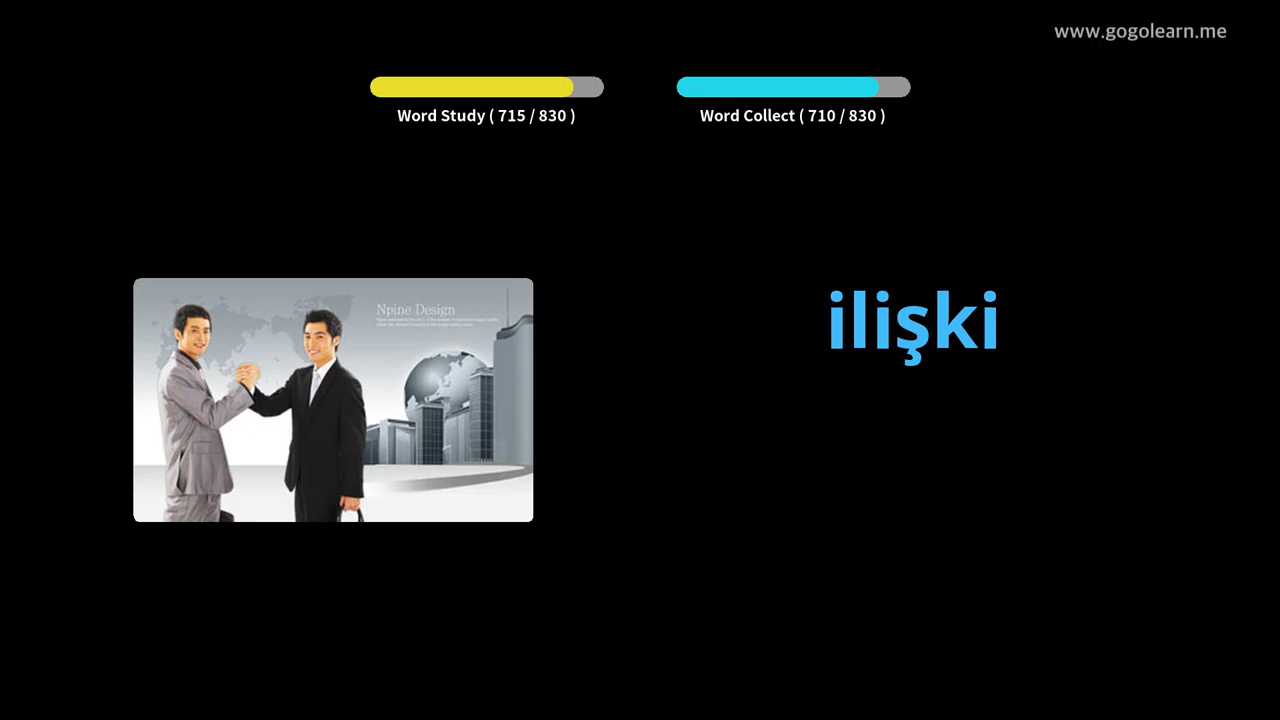 www.gogolearn.me
Word Study ( 715 / 830 )
Word Collect ( 710 / 830 )
Npine Design
ilişki